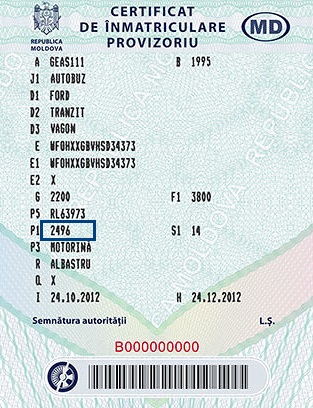 CERTIFICAT
DE ÎNMATRICULARE
PROVIZORIU
REPUBLICA
MOLDOVA
MD
A GEAS111 B 1995
J1 AUTOBUZ
D1 FORD
D2 TRANZIT
D3 VAGON
E WFOHXXGBVHSD34373
E1 WFOHXXGBVHSD34373
E2 X
G 2200 F1 3800
P5 RL63973
P1 2496 S1 14
P3 MOTORINA
R ALBASTRU
Q X
I 24.10.2012 H 24.12.2012
Semnătura autorităţii L.Ş.
B000000000